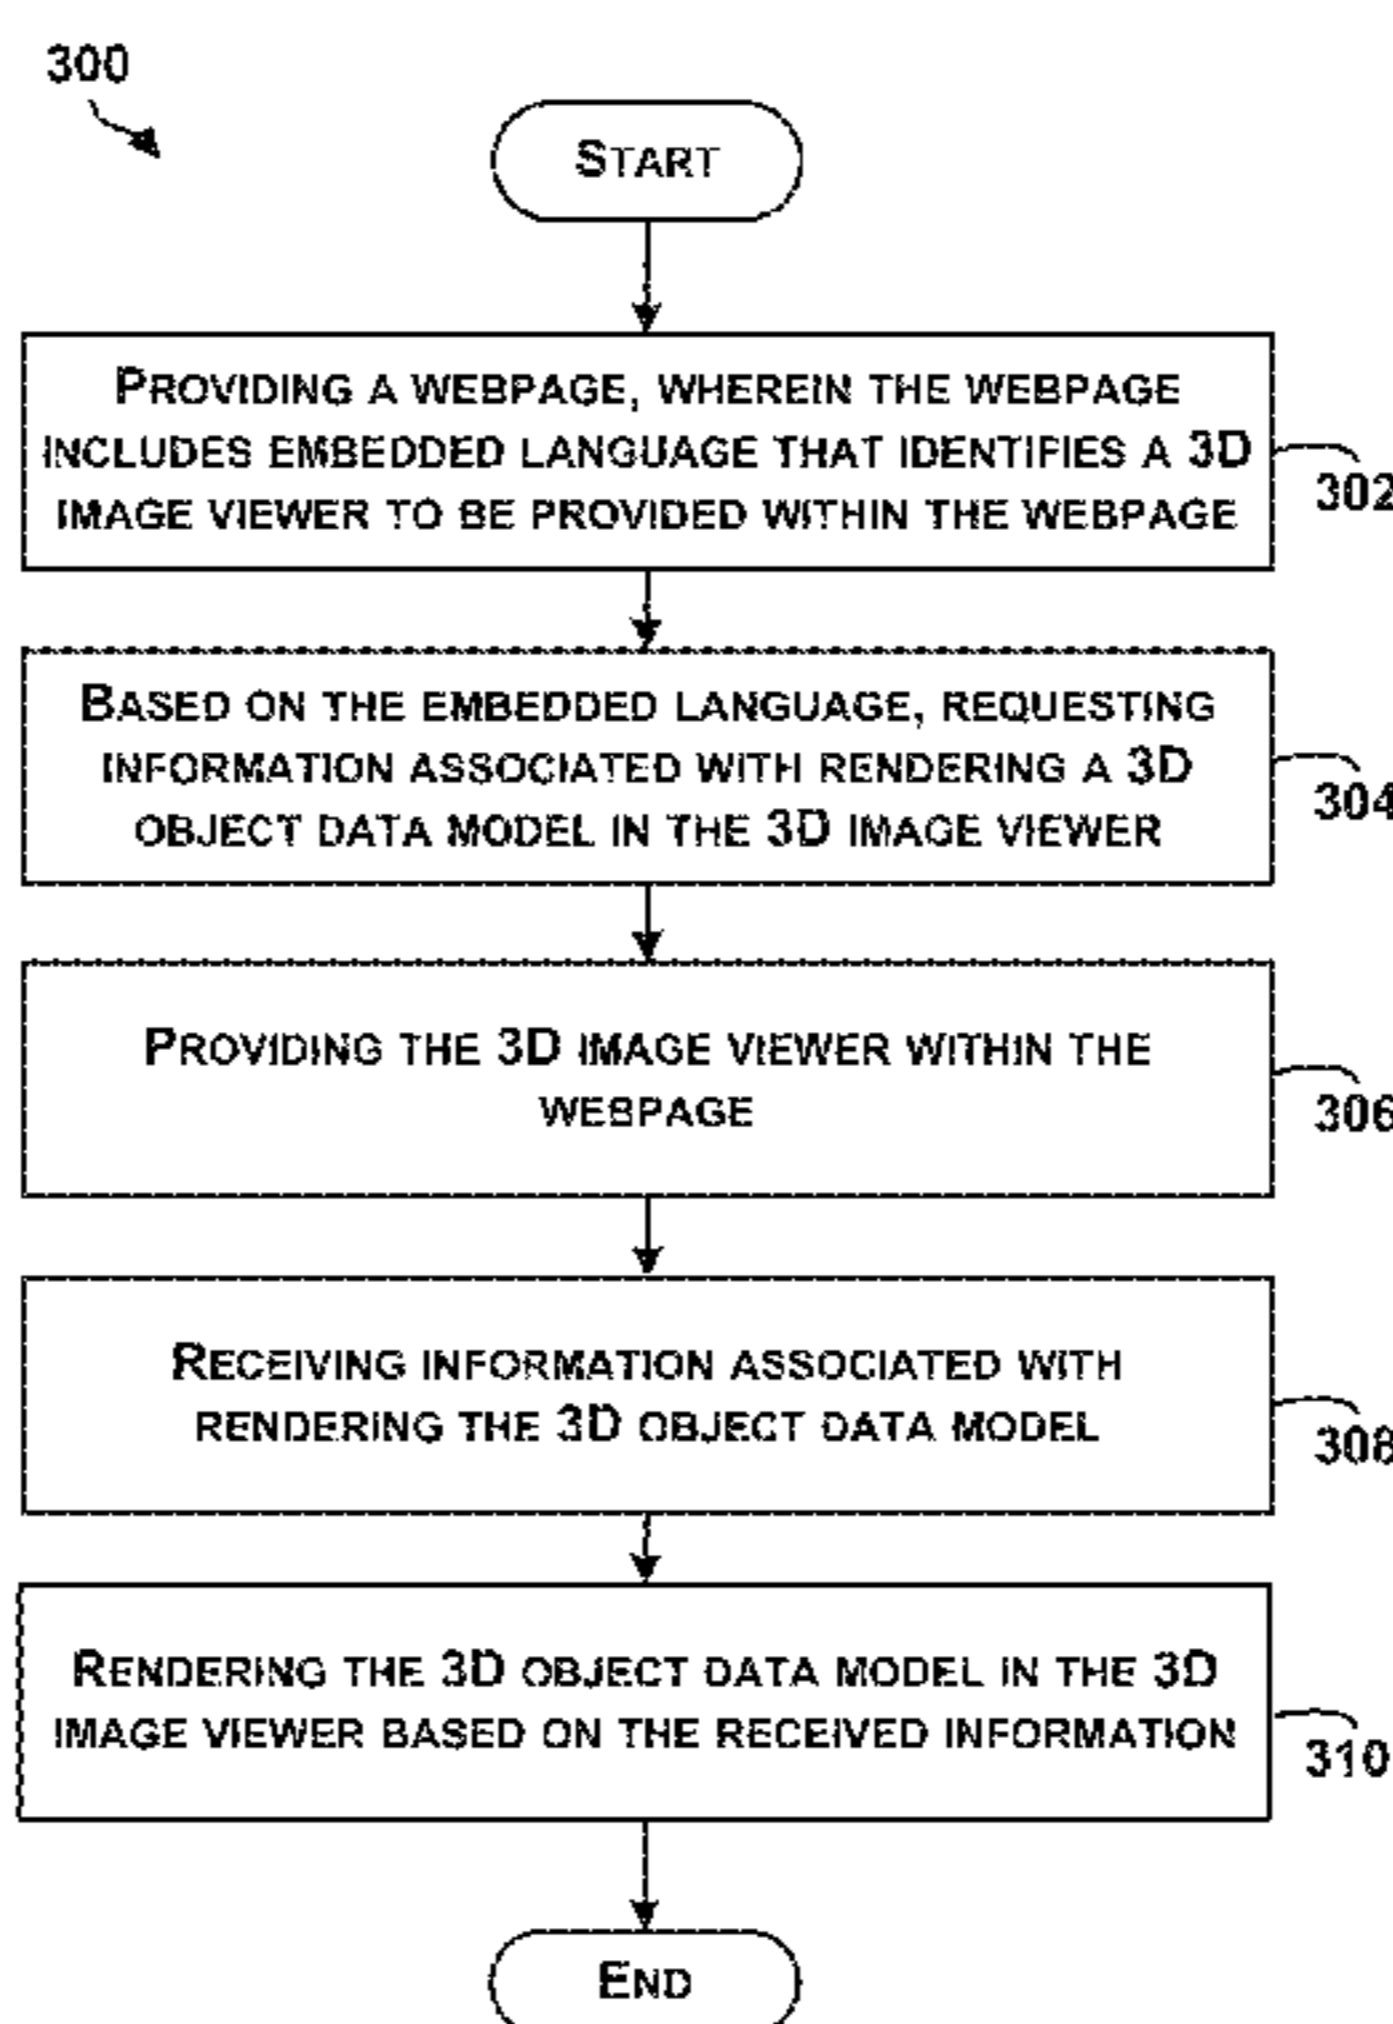 300
START
PROVIDING A WEBPAGE, WHEREIN THE WEBPAGE
INCLUDES EMBEDDED LANGUAGE THAT IDENTIFIES A 3D
IMAGE VIEWER TO BE PROVIDED WITHIN THE WEBPAGE
302
BASED ON THE EMBEDDED LANGUAGE, REQUESTING
INFORMATION ASSOCIATED WITH RENDERING A 3D
OBJECT DATA MODEL IN THE 3D IMAGE VIEWER
304
PROVIDING THE 3D IMAGE VIEWER WITHIN THE
WEBPAGE
306
RECEIVING INFORMATION ASSOCIATED WITH
RENDERING THE 3D OBJECT DATA MODEL
308
RENDERING THE 3D OBJECT DATA MODEL IN THE 3D
IMAGE VIEWER BASED ON THE RECEIVED INFORMATION
310
END